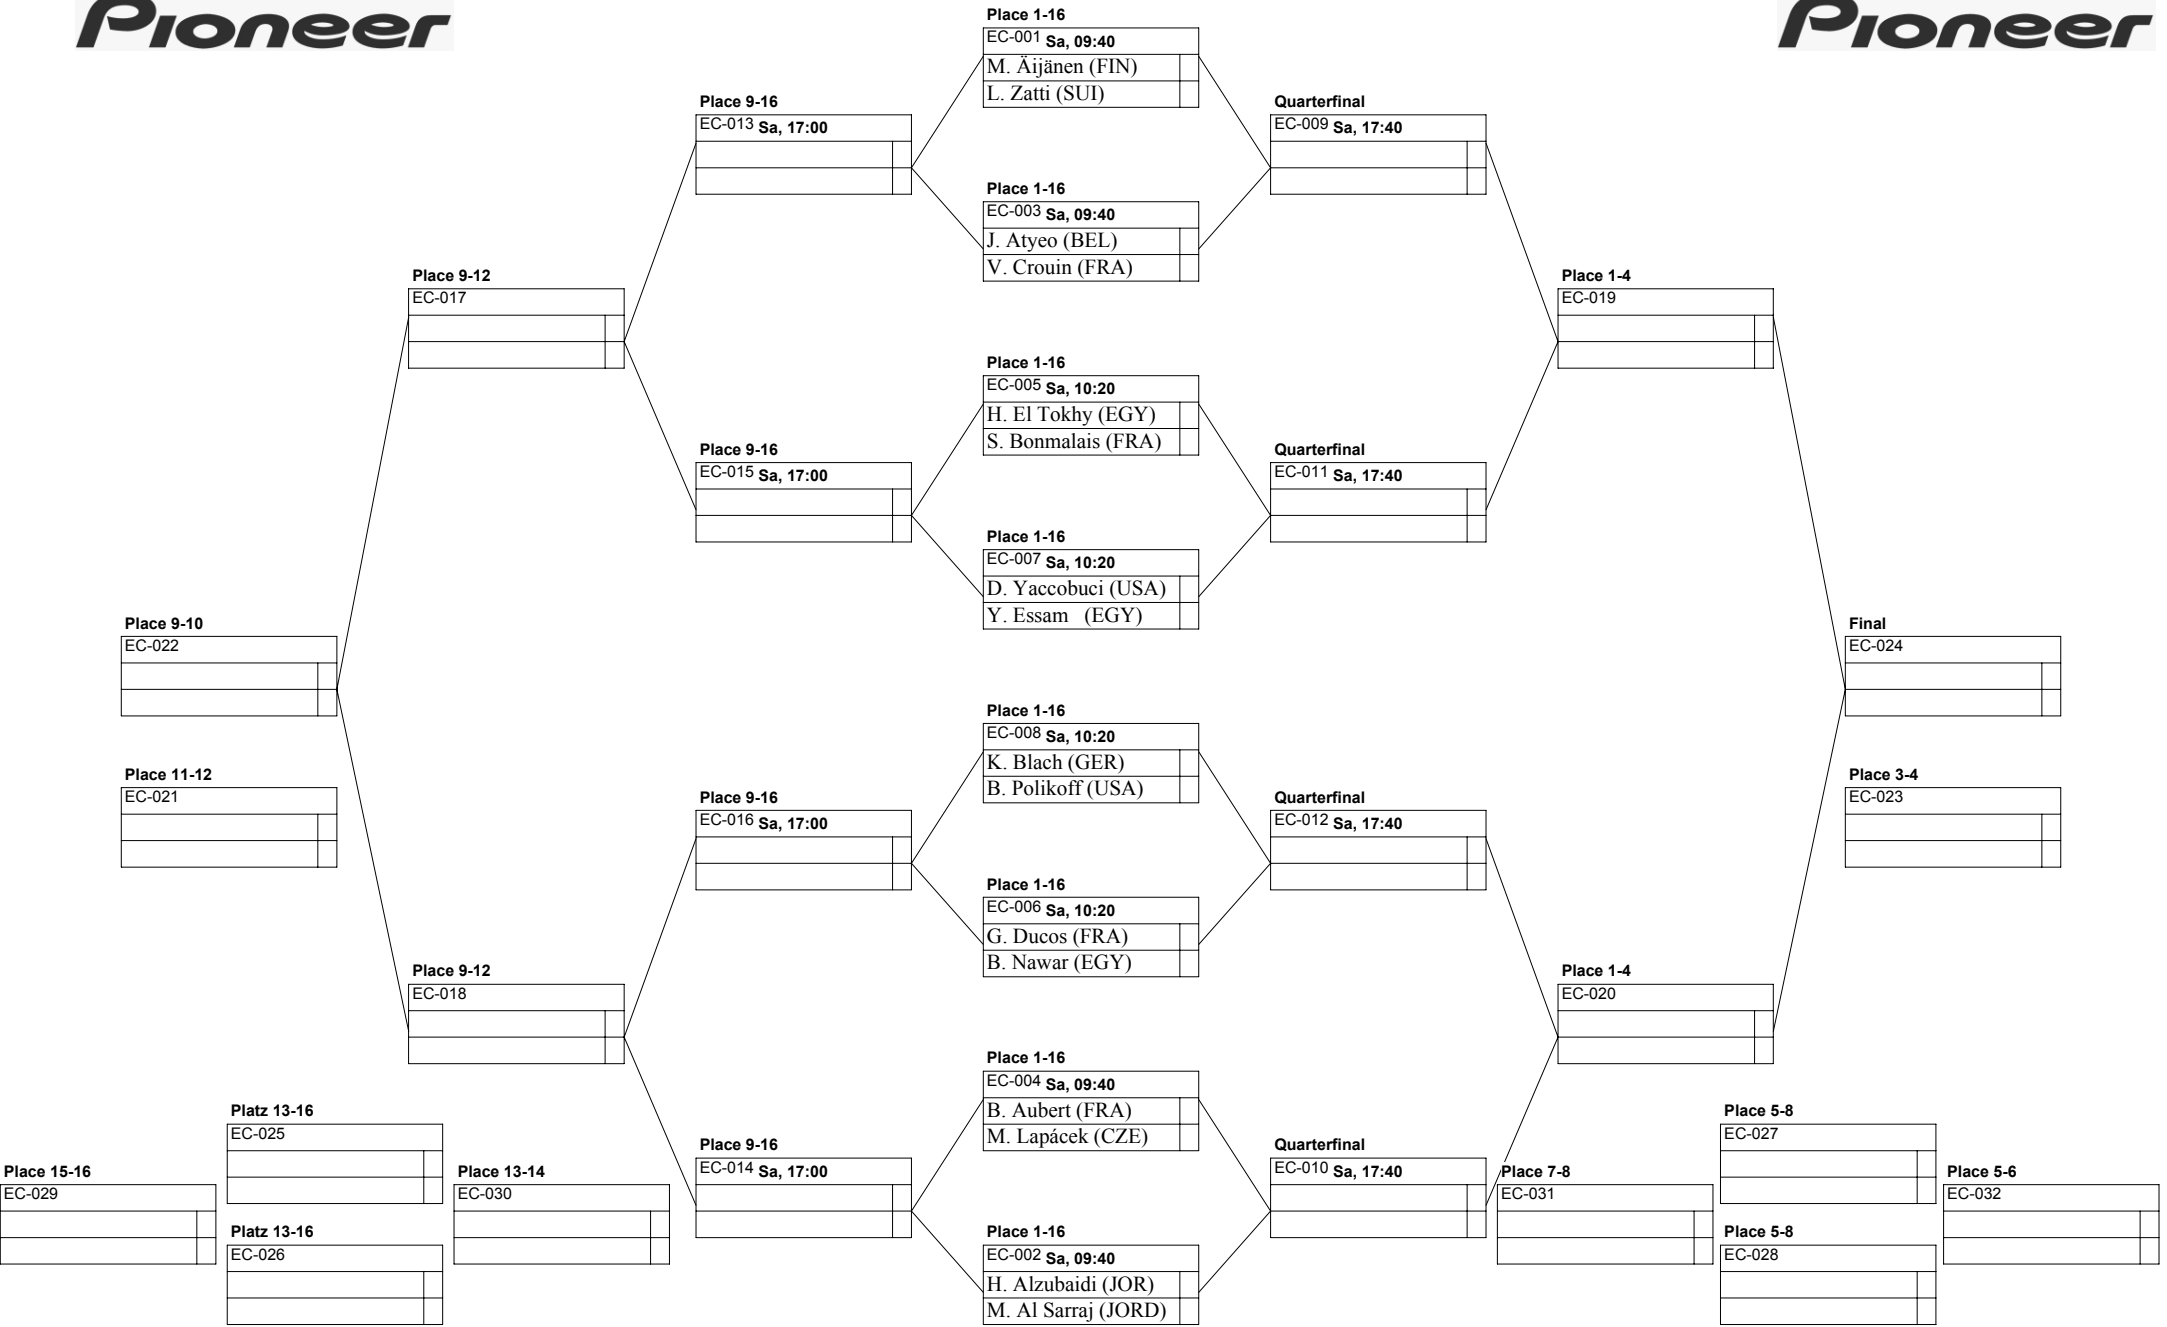 Pioneer
Pioneer
Place 1-16
EC-001 Sa, 09:40
M. Äijänen (FIN)
L. Zatti (SUI)
Place 9-16
EC-013 Sa, 17:00
Quarterfinal
EC-009 Sa, 17:40
Place 1-16
EC-003 Sa, 09:40
J. Atyeo (BEL)
V. Crouin (FRA)
Place 9-12
EC-017
Place 1-4
EC-019
Place 1-16
EC-005 Sa, 10:20
H. El Tokhy (EGY)
S. Bonmalais (FRA)
Place 9-16
EC-015 Sa, 17:00
Quarterfinal
EC-011 Sa, 17:40
Place 1-16
EC-007 Sa, 10:20
D. Yaccobuci (USA)
Y. Essam (EGY)
Place 9-10
EC-022
Final
EC-024
Place 1-16
EC-008 Sa, 10:20
K. Blach (GER)
B. Polikoff (USA)
Place 11-12
EC-021
Place 3-4
EC-023
Place 9-16
EC-016 Sa, 17:00
Quarterfinal
EC-012 Sa, 17:40
Place 1-16
EC-006 Sa, 10:20
G. Ducos (FRA)
B. Nawar (EGY)
Place 9-12
EC-018
Place 1-4
EC-020
Place 1-16
EC-004 Sa, 09:40
B. Aubert (FRA)
M. Lapácek (CZE)
Platz 13-16
EC-025
Place 5-8
EC-027
Place 9-16
EC-014 Sa, 17:00
Quarterfinal
EC-010 Sa, 17:40
Place 15-16
EC-029
Place 13-14
EC-030
Place 7-8
EC-031
Place 5-6
EC-032
Platz 13-16
EC-026
Place 1-16
EC-002 Sa, 09:40
H. Alzubaidi (JOR)
M. Al Sarraj (JORD)
Place 5-8
EC-028